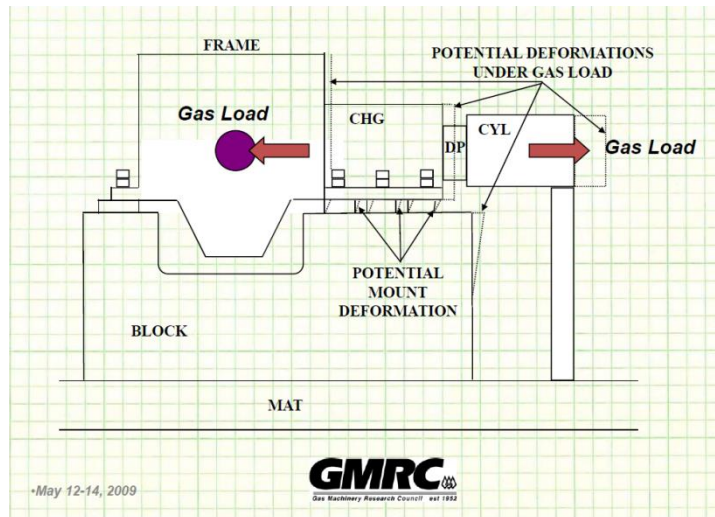 FRAME
POTENTIAL DEFORMATIONS
UNDER GAS LOAD
Gas Load
CHG
DP
CYL
Gas Load
POTENTIAL
MOUNT
DEFORMATION
BLOCK
MAT
GMRC
Gas Machinery Research Council est 1952
•May 12-14, 2009